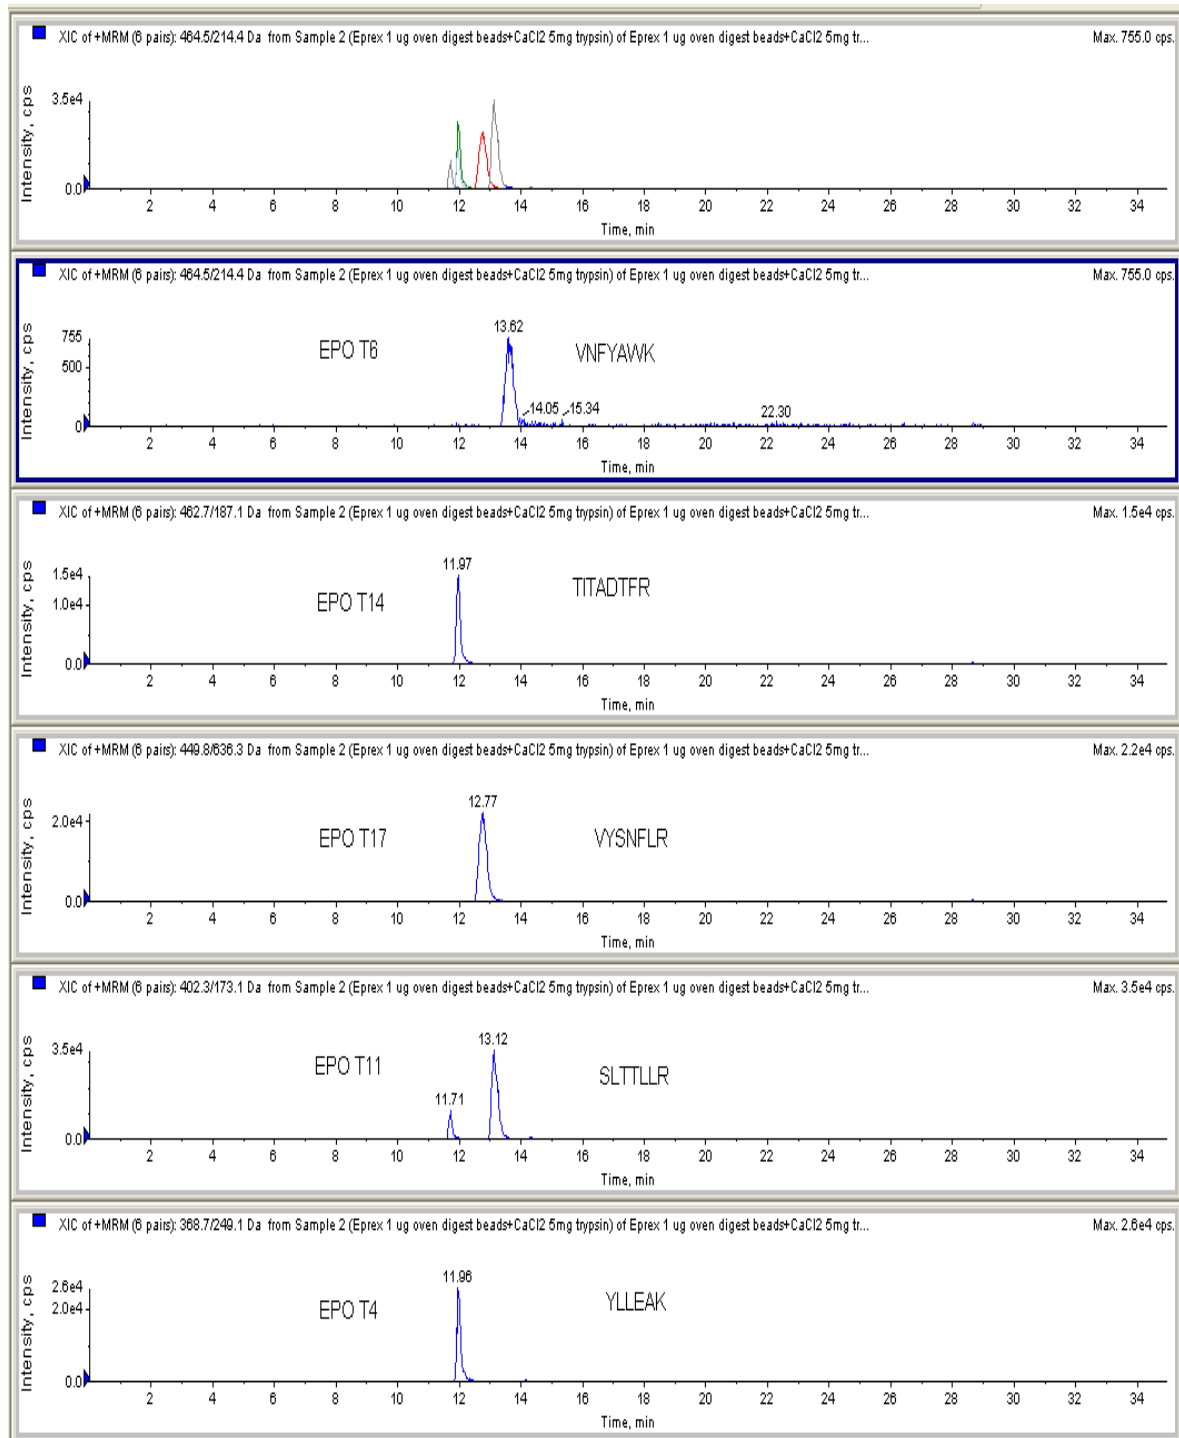 XIC of +MRM (6 pairs): 464.5/214.4 Da from Sample 2 (Eprex 1 ug oven digest beads+CaCl2 5mg trypsin) of Eprex 1 ug oven digest beads+CaCl2 5mg tr... Max. 755.0 cps.
Intensity, cps
3.5e4
0.0
2 4 6 8 10 12 14 16 18 20 22 24 26 28 30 32 34
Time, min
XIC of +MRM (6 pairs): 464.5/214.4 Da from Sample 2 (Eprex 1 ug oven digest beads+CaCl2 5mg trypsin) of Eprex 1 ug oven digest beads+CaCl2 5mg tr... Max. 755.0 cps.
Intensity, cps
13.62
755
EPO T6 VNFYAWK
500
14.05 15.34 22.30
0
2 4 6 8 10 12 14 16 18 20 22 24 26 28 30 32 34
Time, min
XIC of +MRM (6 pairs): 462.7/187.1 Da from Sample 2 (Eprex 1 ug oven digest beads+CaCl2 5mg trypsin) of Eprex 1 ug oven digest beads+CaCl2 5mg tr... Max. 1.5e4 cps.
Intensity, cps
11.97
1.5e4
TITADTFR
1.0e4
EPO T14
0.0
2 4 6 8 10 12 14 16 18 20 22 24 26 28 30 32 34
Time, min
XIC of +MRM (6 pairs): 449.8/636.3 Da from Sample 2 (Eprex 1 ug oven digest beads+CaCl2 5mg trypsin) of Eprex 1 ug oven digest beads+CaCl2 5mg tr... Max. 2.2e4 cps.
Intensity, cps
12.77
2.0e4
EPO T17 VYSNFLR
0.0
2 4 6 8 10 12 14 16 18 20 22 24 26 28 30 32 34
Time, min
XIC of +MRM (6 pairs): 402.3/173.1 Da from Sample 2 (Eprex 1 ug oven digest beads+CaCl2 5mg trypsin) of Eprex 1 ug oven digest beads+CaCl2 5mg tr... Max. 3.5e4 cps.
Intensity, cps
13.12
3.5e4
EPO T11 SLTTLLR
11.71
0.0
2 4 6 8 10 12 14 16 18 20 22 24 26 28 30 32 34
Time, min
XIC of +MRM (6 pairs): 368.7/249.1 Da from Sample 2 (Eprex 1 ug oven digest beads+CaCl2 5mg trypsin) of Eprex 1 ug oven digest beads+CaCl2 5mg tr... Max. 2.6e4 cps.
Intensity, cps
11.96
2.6e4
2.0e4
EPO T4 YLLEAK
0.0
2 4 6 8 10 12 14 16 18 20 22 24 26 28 30 32 34
Time, min